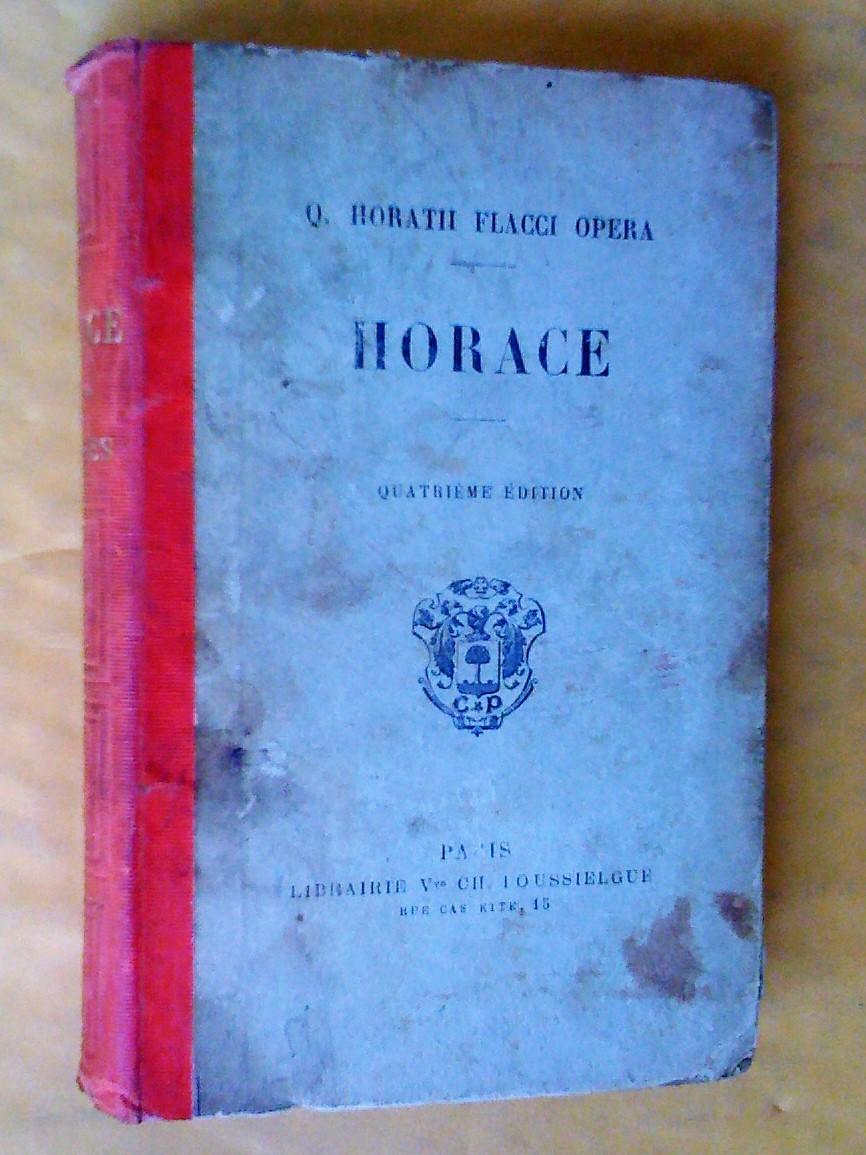 Q. HORATII FLACCI OPERA
HORACE
QUATRIÈME ÉDITION
C P
PARIS
LIBRAIRIE Vve CH. POUSSIELGUE
RUE CASSETTE, 15